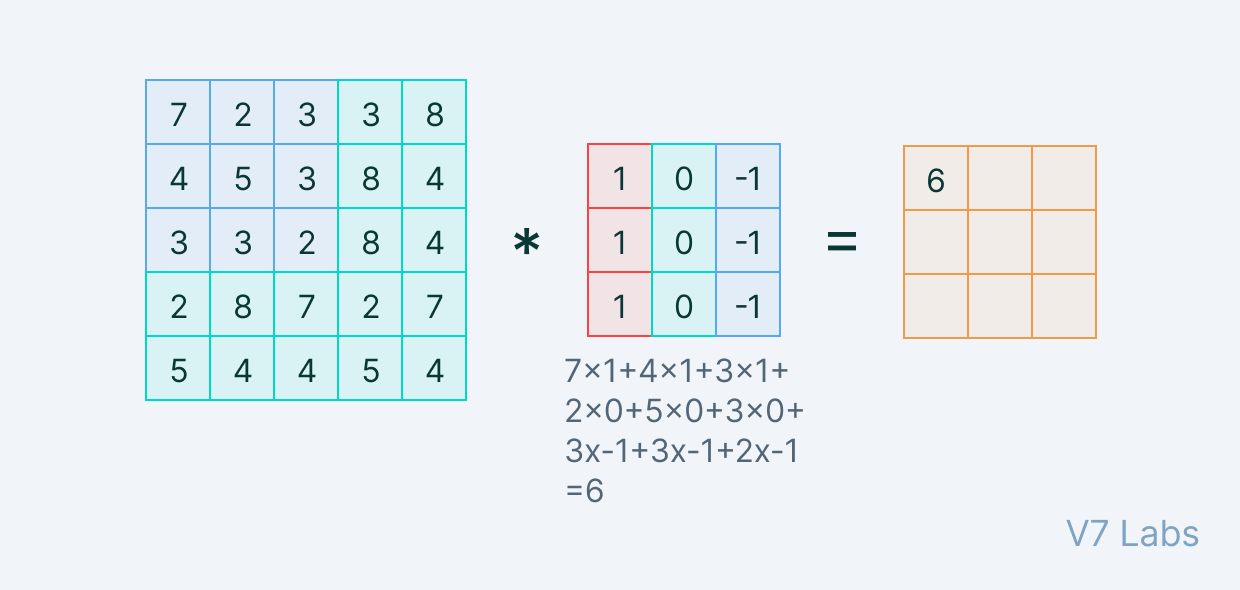 7 2 3 3 8
4 5 3 8 4
3 3 2 8 4
2 8 7 2 7
5 4 4 5 4
*
1 0 -1
1 0 -1
1 0 -1
=
6
7×1+4×1+3×1+
2×0+5×0+3×0+
3x-1+3x-1+2x-1
=6
V7 Labs